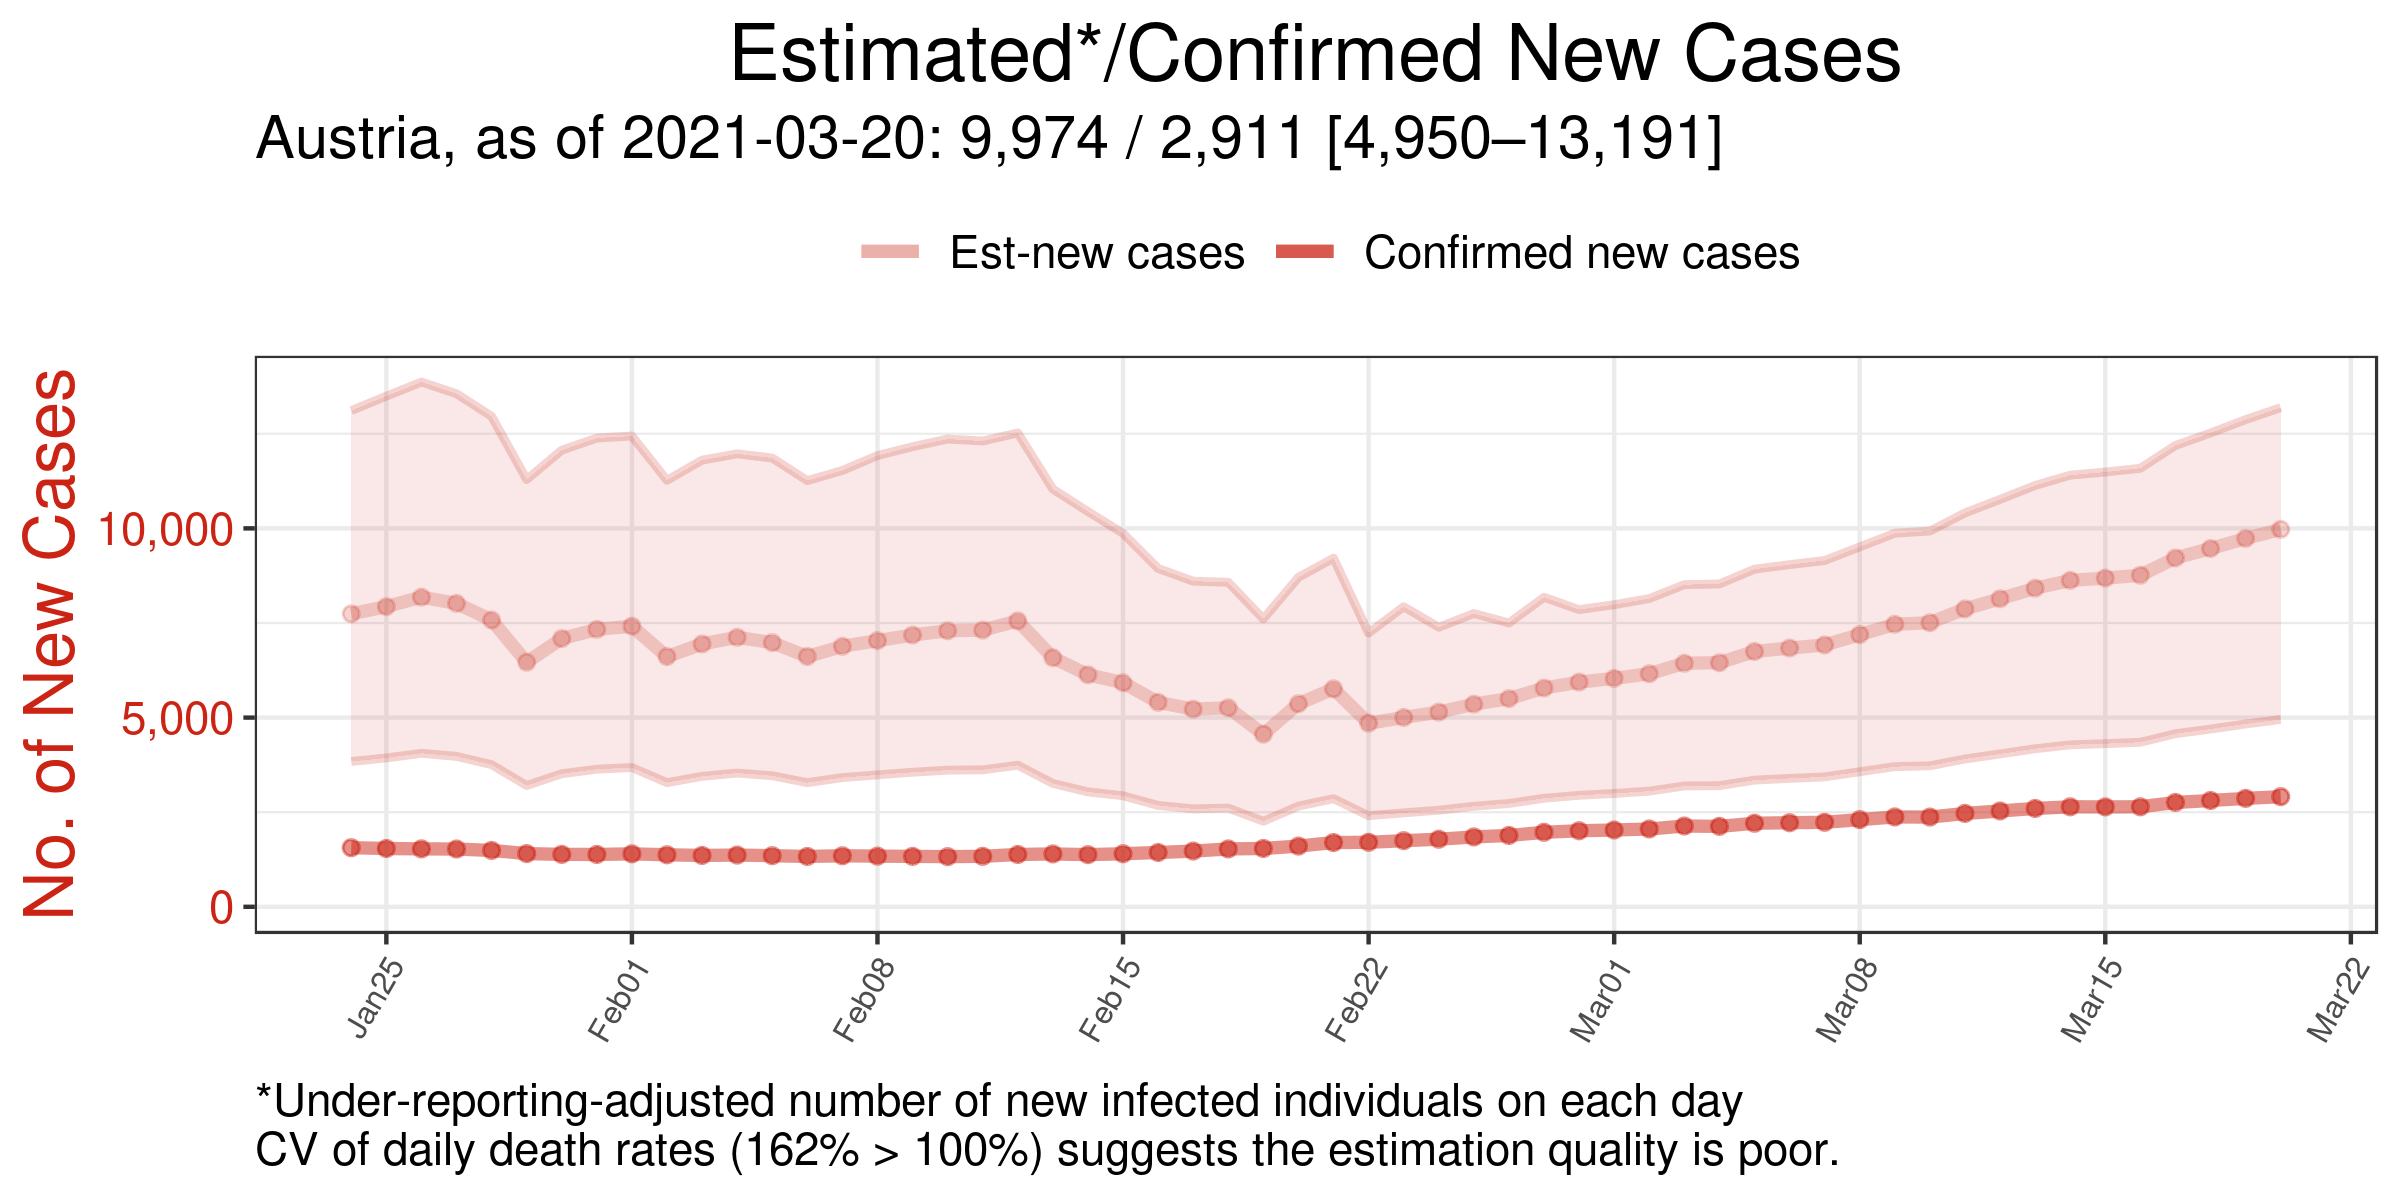 Estimated*/Confirmed New Cases
Austria, as of 2021-03-20: 9,974 / 2,911 [4,950–13,191]
Est-new cases
Confirmed new cases
No. of New Cases
10,000
5,000
0
Jan25
Feb01
Feb08
Feb15
Feb22
Mar01
Mar08
Mar15
Mar22
*Under-reporting-adjusted number of new infected individuals on each day
CV of daily death rates (162% > 100%) suggests the estimation quality is poor.